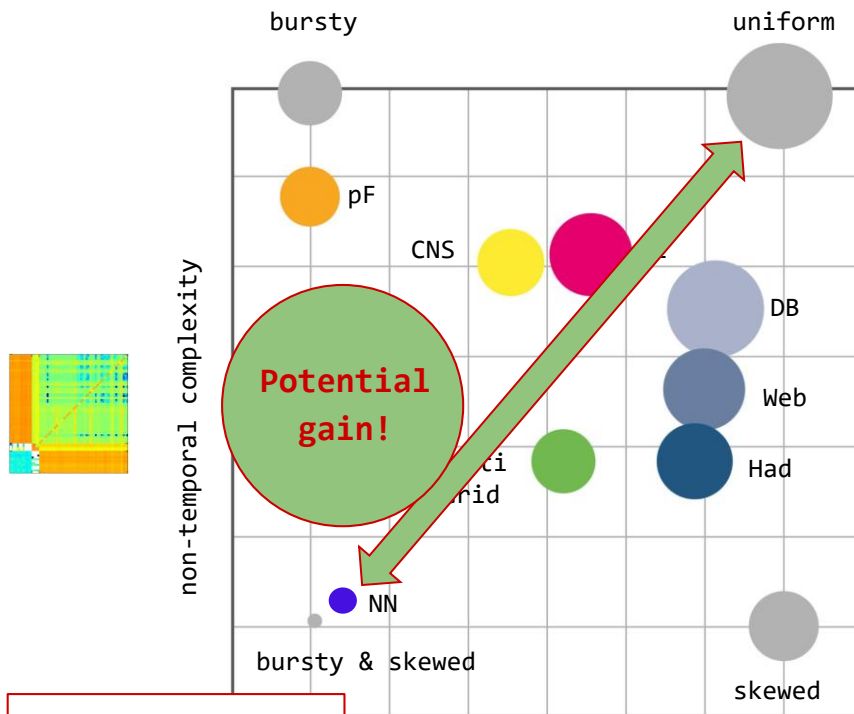 bursty
uniform
pF
CNS
DB
non-temporal complexity
Potential
gain!
Web
Had
NN
bursty & skewed
skewed